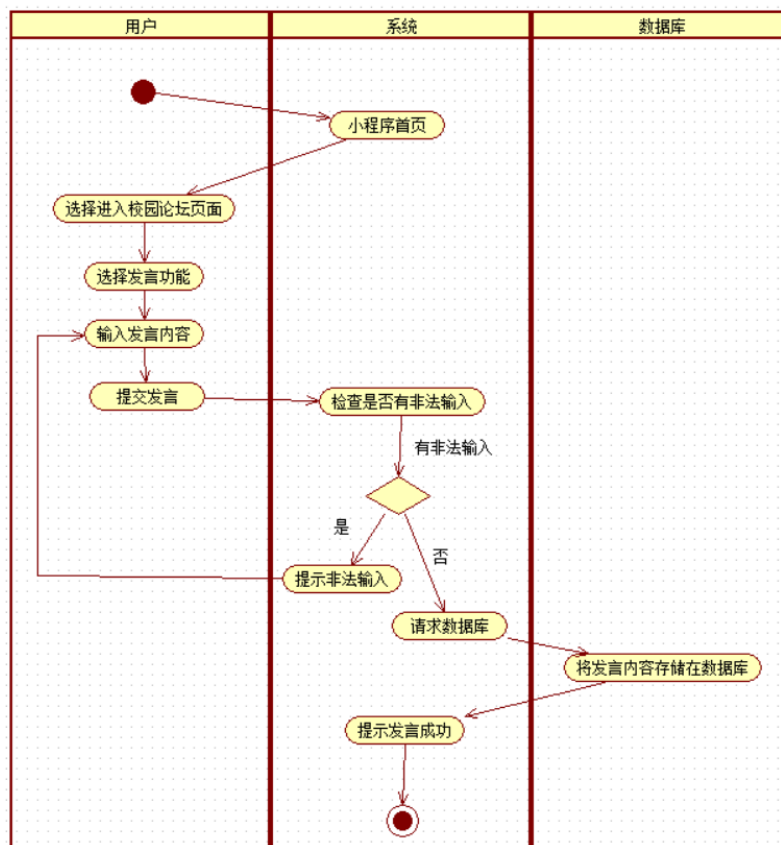 用户
系统
数据库
小程序首页
选择进入校园论坛页面
选择发言功能
输入发言内容
提交发言
检查是否有非法输入
有非法输入
是
否
提示非法输入
请求数据库
将发言内容存储在数据库
提示发言成功